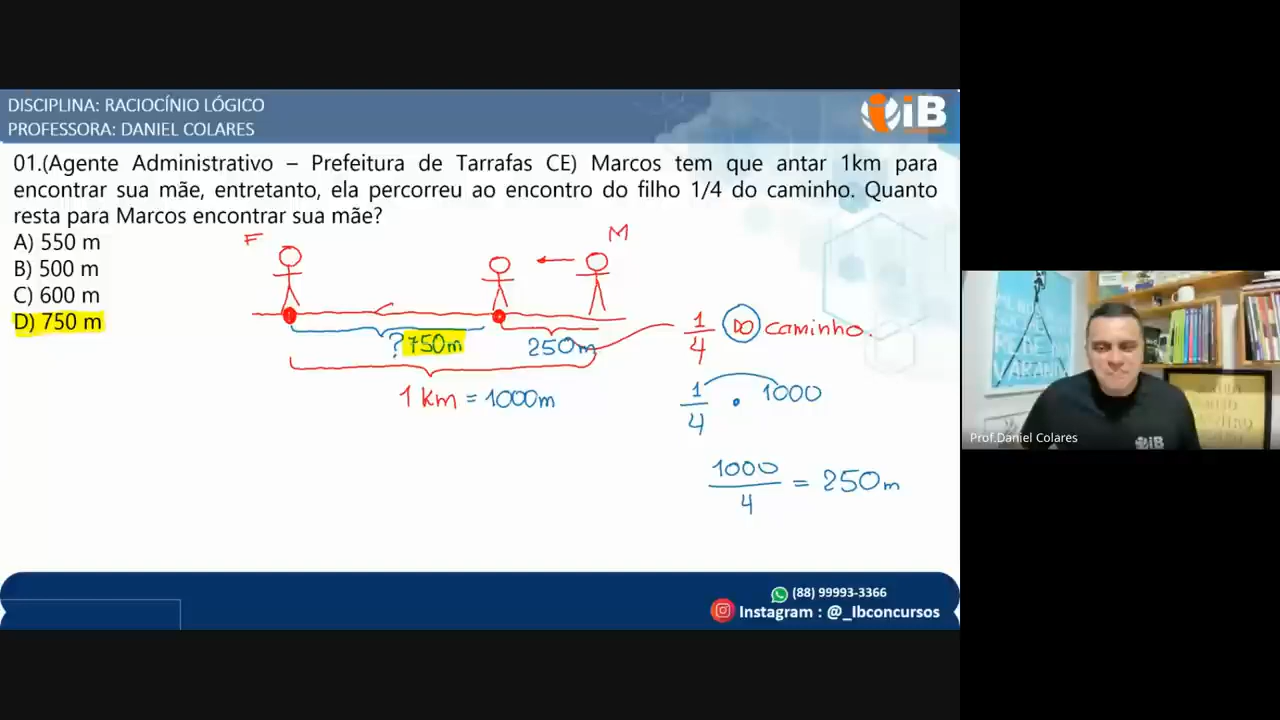 DISCIPLINA: RACIOCÍNIO LÓGICO
PROFESSORA: DANIEL COLARES
iB
01.(Agente Administrativo – Prefeitura de Tarrafas CE) Marcos tem que antar 1km para
encontrar sua mãe, entretanto, ela percorreu ao encontro do filho 1/4 do caminho. Quanto
resta para Marcos encontrar sua mãe?
A) 550 m
B) 500 m
C) 600 m
D) 750 m
F
M
? 750m
250m
1 km = 1000m
1/4 DO caminho.
1/4 . 1000
1000/4 = 250m
(88) 99993-3366
Instagram : @_Ibconcursos
Prof.Daniel Colares
iB